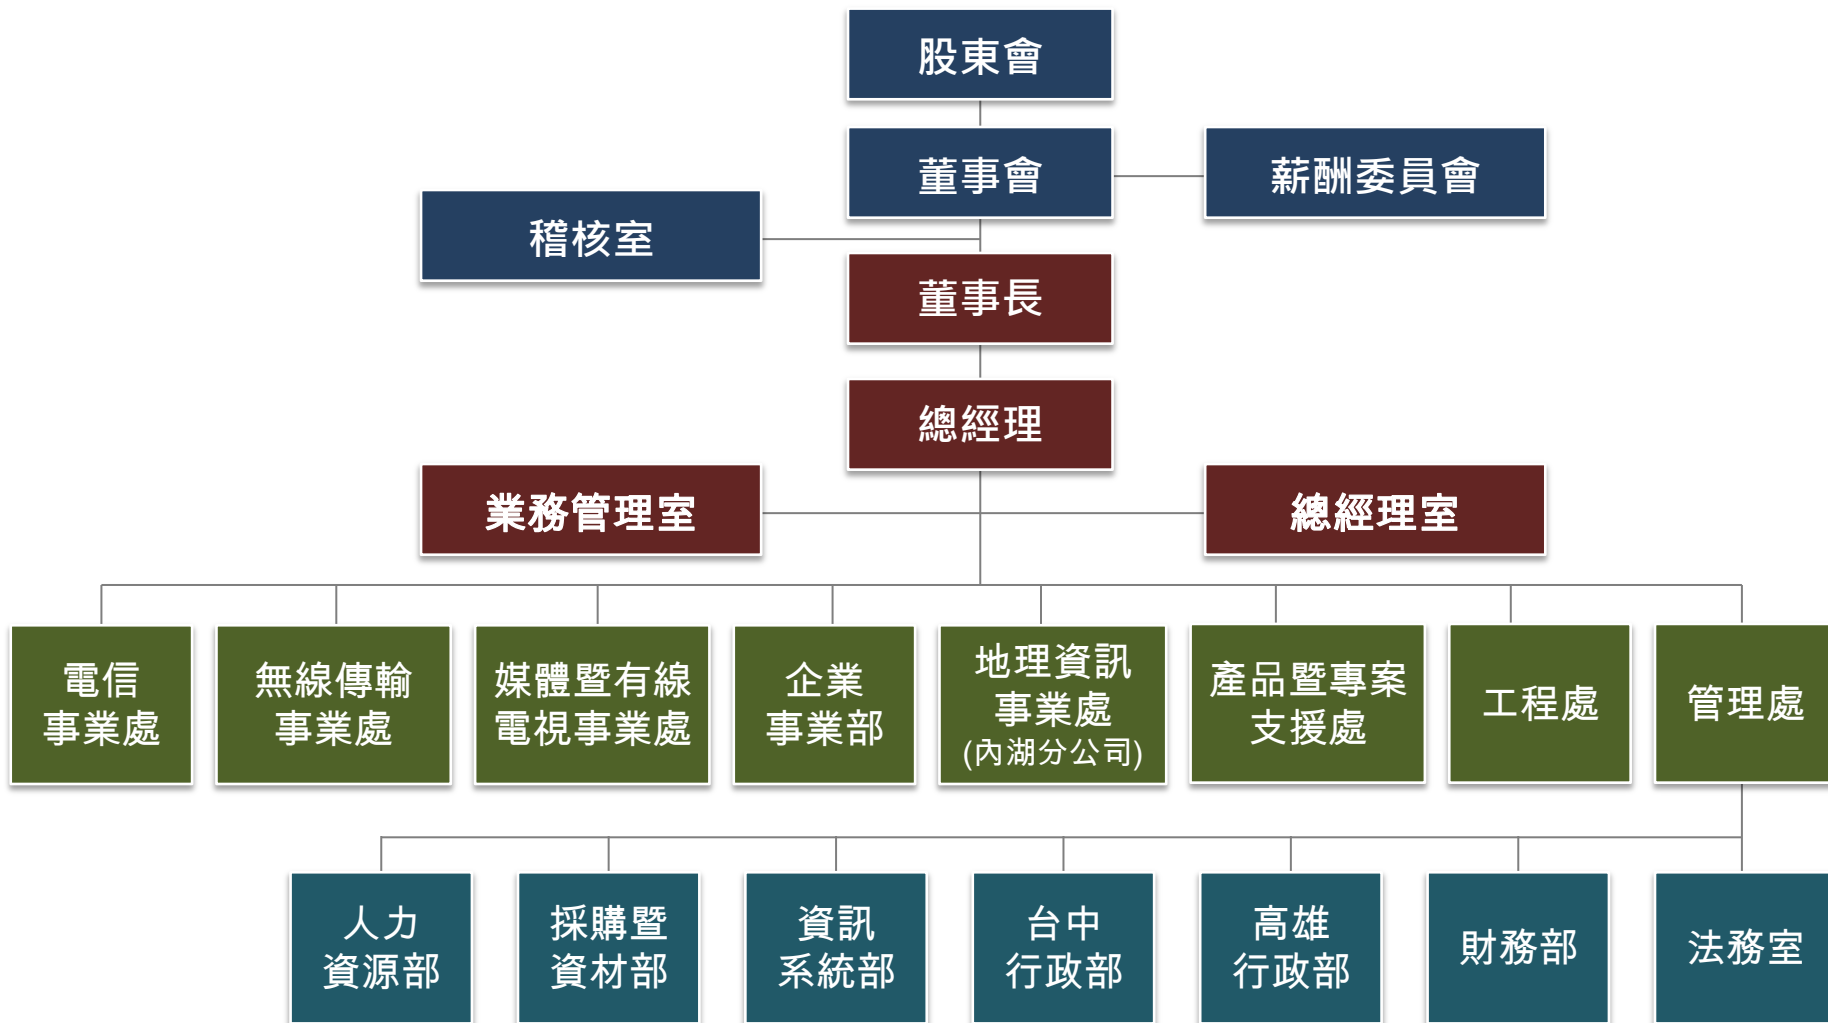 股東會
董事會
薪酬委員會
稽核室
董事長
總經理
業務管理室
總經理室
電信
事業處
無線傳輸
事業處
媒體暨有線
電視事業處
企業
事業部
地理資訊
事業處
(內湖分公司)
產品暨專案
支援處
工程處
管理處
人力
資源部
採購暨
資材部
資訊
系統部
台中
行政部
高雄
行政部
財務部
法務室